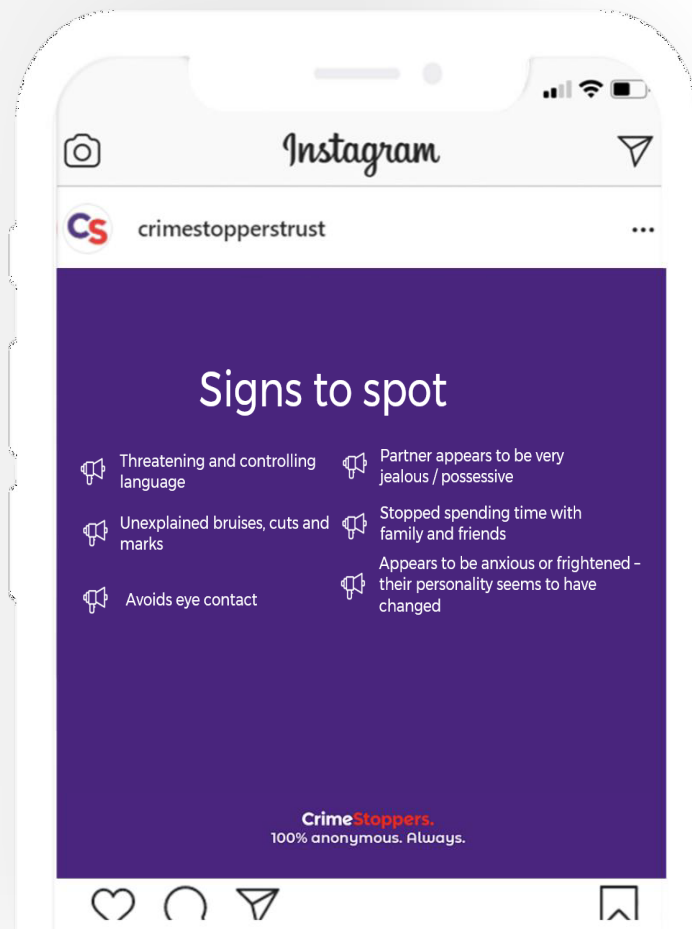 Instagram
CS crimestopperstrust
Signs to spot
Threatening and controlling
language
Unexplained bruises, cuts and
marks
Avoids eye contact
Partner appears to be very
jealous / possessive
Stopped spending time with
family and friends
Appears to be anxious or frightened –
their personality seems to have
changed
CrimeStoppers.
100% anonymous. Always.